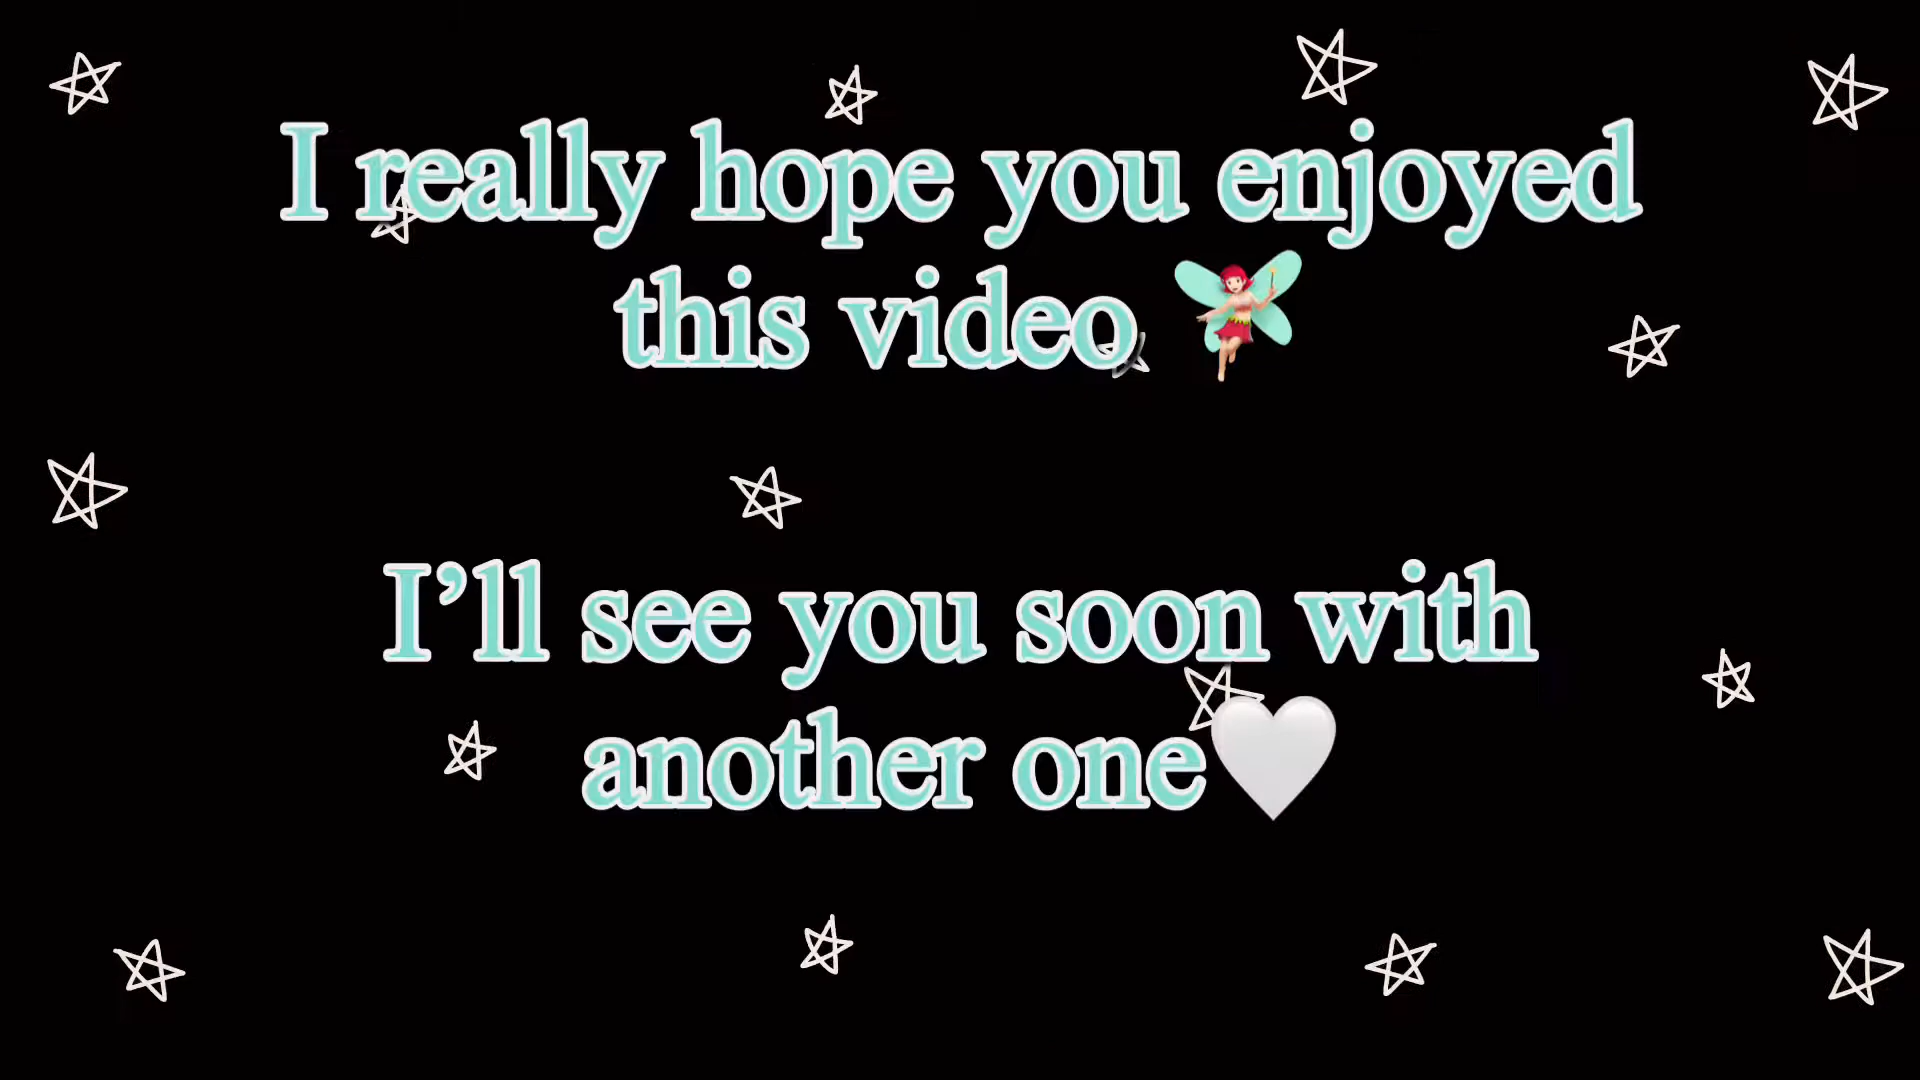 I really hope you enjoyed
this video 🧚🏻‍♀️
I’ll see you soon with
another one🤍